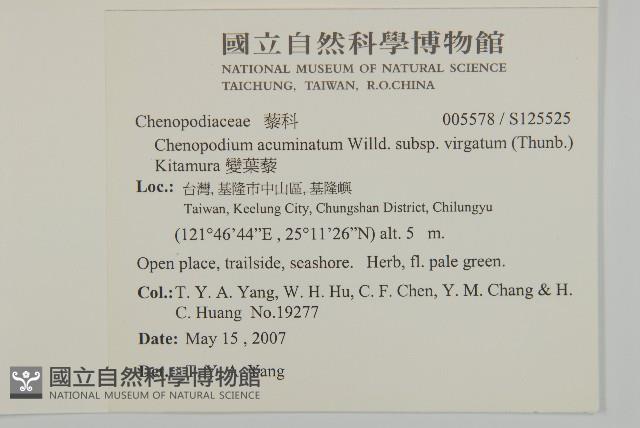 國立自然科學博物館
NATIONAL MUSEUM OF NATURAL SCIENCE
TAICHUNG, TAIWAN, R.O.CHINA
Chenopodiaceae 藜科 005578 / S125525
Chenopodium acuminatum Willd. subsp. virgatum (Thunb.)
Kitamura 變葉藜
Loc.: 台灣, 基隆市中山區, 基隆嶼
Taiwan, Keelung City, Chungshan District, Chilungyu
(121°46'44”E , 25°11'26”N) alt. 5 m.
Open place, trailside, seashore. Herb, fl. pale green.
Col.: T. Y. A. Yang, W. H. Hu, C. F. Chen, Y. M. Chang & H.
C. Huang No.19277
Date: May 15 , 2007
Det.: T. Y. A. Yang
國立自然科學博物館
NATIONAL MUSEUM OF NATURAL SCIENCE